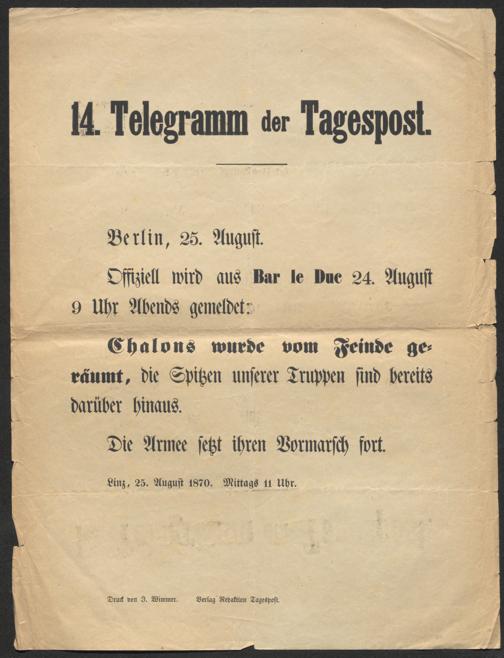 14. Telegramm der Tagespost.
Berlin, 25. August.
Offiziell wird aus Bar le Duc 24. August
9 Uhr Abends gemeldet:
Chalons wurde vom Feinde ge-
räumt, die Spitzen unserer Truppen sind bereits
darüber hinaus.
Die Armee setzt ihren Vormarsch fort.
Linz, 25. August 1870. Mittags 11 Uhr.
Druck von J. Wimmer. Verlag Redaktion Tagespost.